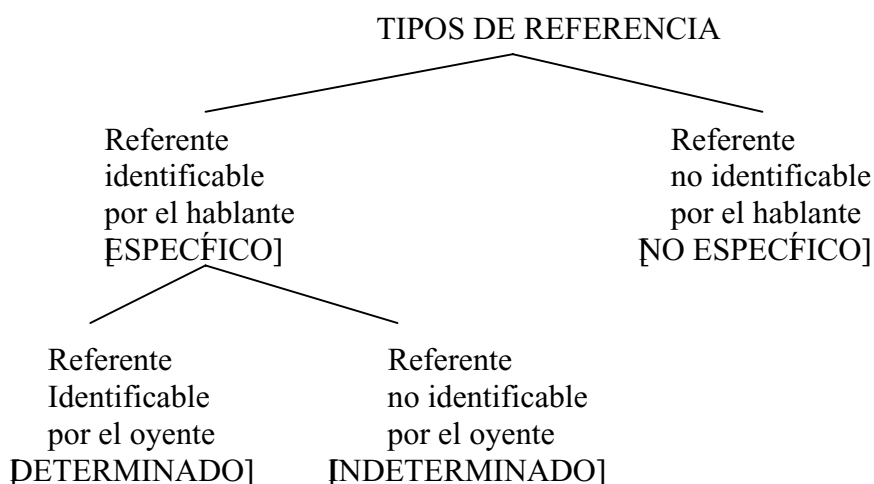 TIPOS DE REFERENCIA
Referente
identificable
por el hablante
[ESPECÍFICO]
Referente
no identificable
por el hablante
[NO ESPECÍFICO]
Referente
Identificable
por el oyente
[DETERMINADO]
Referente
no identificable
por el oyente
[INDETERMINADO]